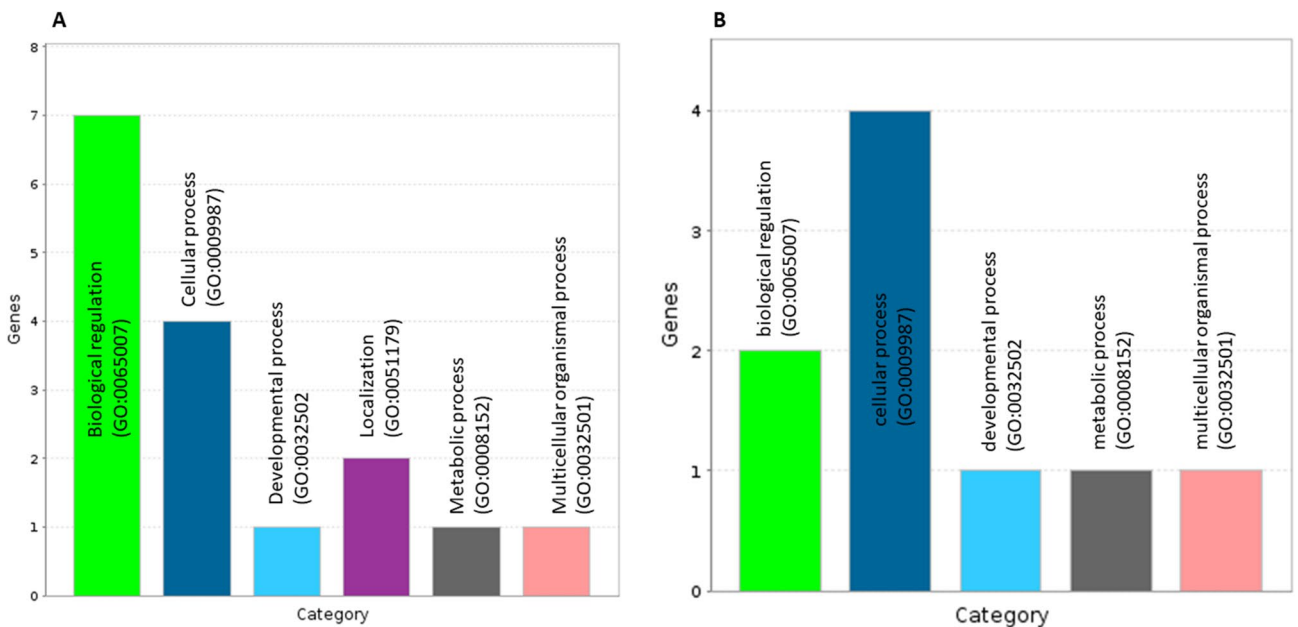 A
8
7
6
5
4
3
2
1
0
Genes
Biological regulation
(GO:0065007)
Cellular process
(GO:0009987)
Developmental process
(GO:0032502
Localization
(GO:0051179)
Metabolic process
(GO:0008152)
Multicellular organismal process
(GO:0032501)
Category
B
4
3
2
1
0
Genes
biological regulation
(GO:0065007)
cellular process
(GO:0009987)
developmental process
(GO:0032502
metabolic process
(GO:0008152)
multicellular organismal process
(GO:0032501)
Category